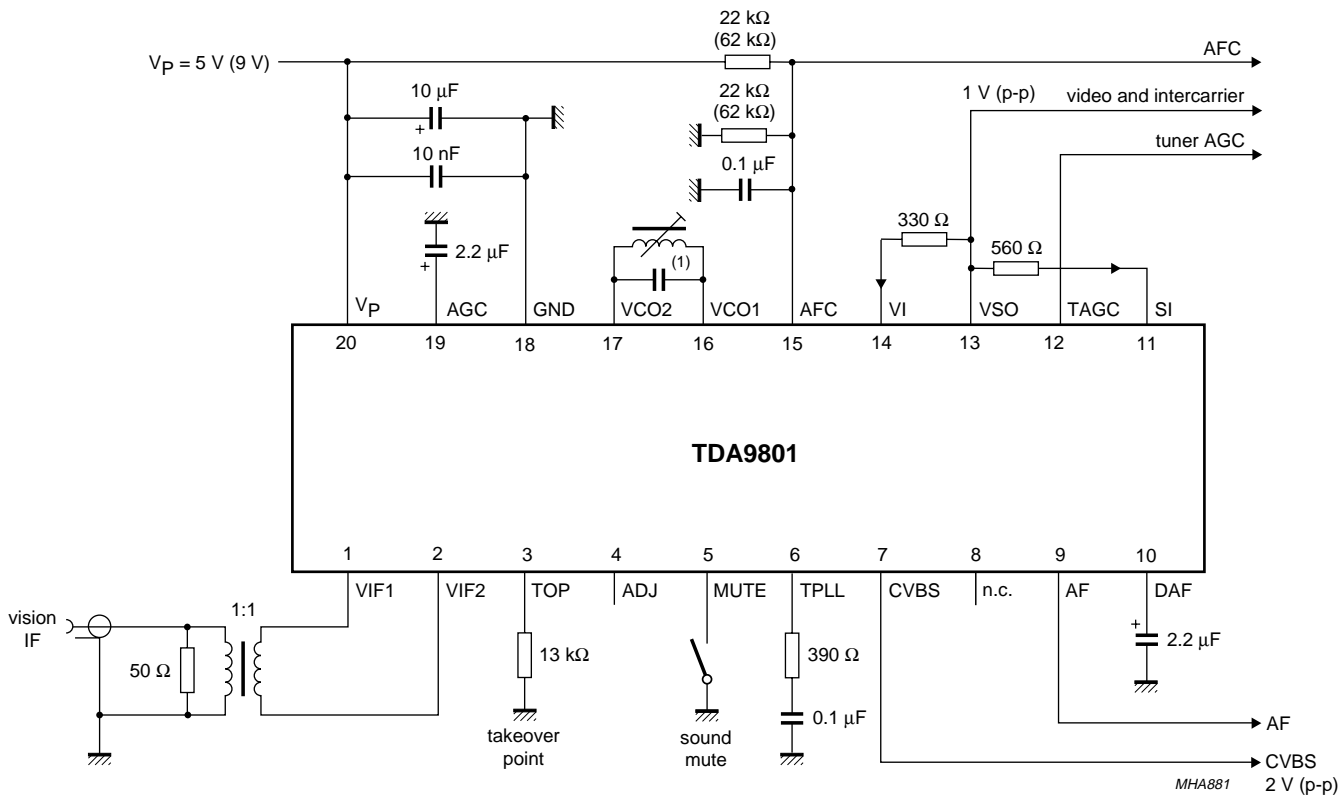 22 kΩ
(62 kΩ)
VP = 5 V (9 V)
AFC
10 μF
+
22 kΩ
(62 kΩ)
1 V (p-p)
video and intercarrier
10 nF
tuner AGC
0.1 μF
2.2 μF
+
(1)
330 Ω
560 Ω
VP
AGC
GND
VCO2
VCO1
AFC
VI
VSO
TAGC
SI
20
19
18
17
16
15
14
13
12
11
TDA9801
1
2
3
4
5
6
7
8
9
10
VIF1
VIF2
TOP
ADJ
MUTE
TPLL
CVBS
n.c.
AF
DAF
vision
IF
1:1
50 Ω
13 kΩ
390 Ω
+
2.2 μF
0.1 μF
takeover
point
sound
mute
AF
CVBS
2 V (p-p)
MHA881